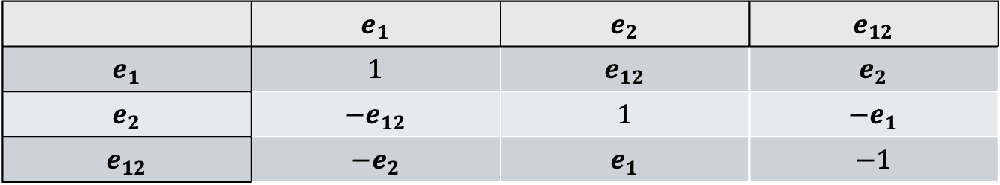 e₁ e₂ e₁₂
e₁ 1 e₁₂ e₂
e₂ −e₁₂ 1 −e₁
e₁₂ −e₂ e₁ −1